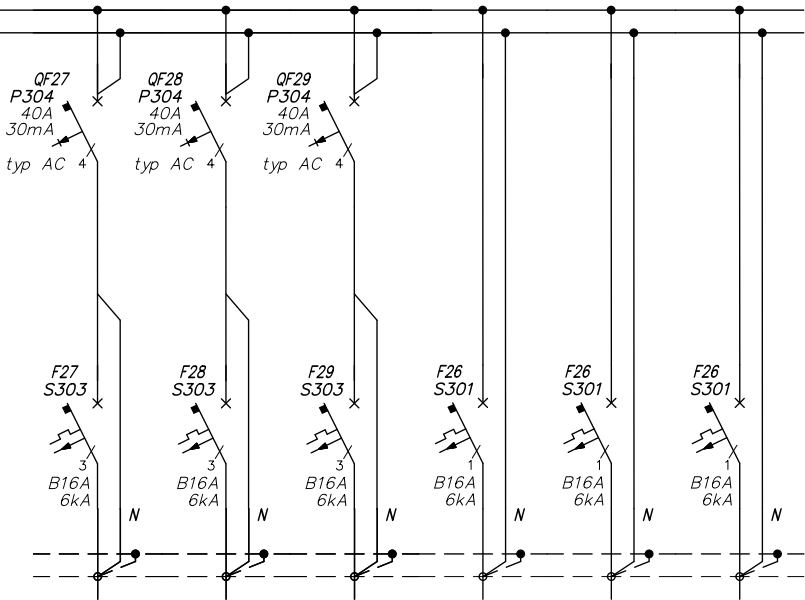 QF27
P304
40A
30mA
typ AC 4
QF28
P304
40A
30mA
typ AC 4
QF29
P304
40A
30mA
typ AC 4
F27
S303
3
B16A
6kA
N
F28
S303
3
B16A
6kA
N
F29
S303
3
B16A
6kA
N
F26
S301
1
B16A
6kA
N
F26
S301
1
B16A
6kA
N
F26
S301
1
B16A
6kA
N